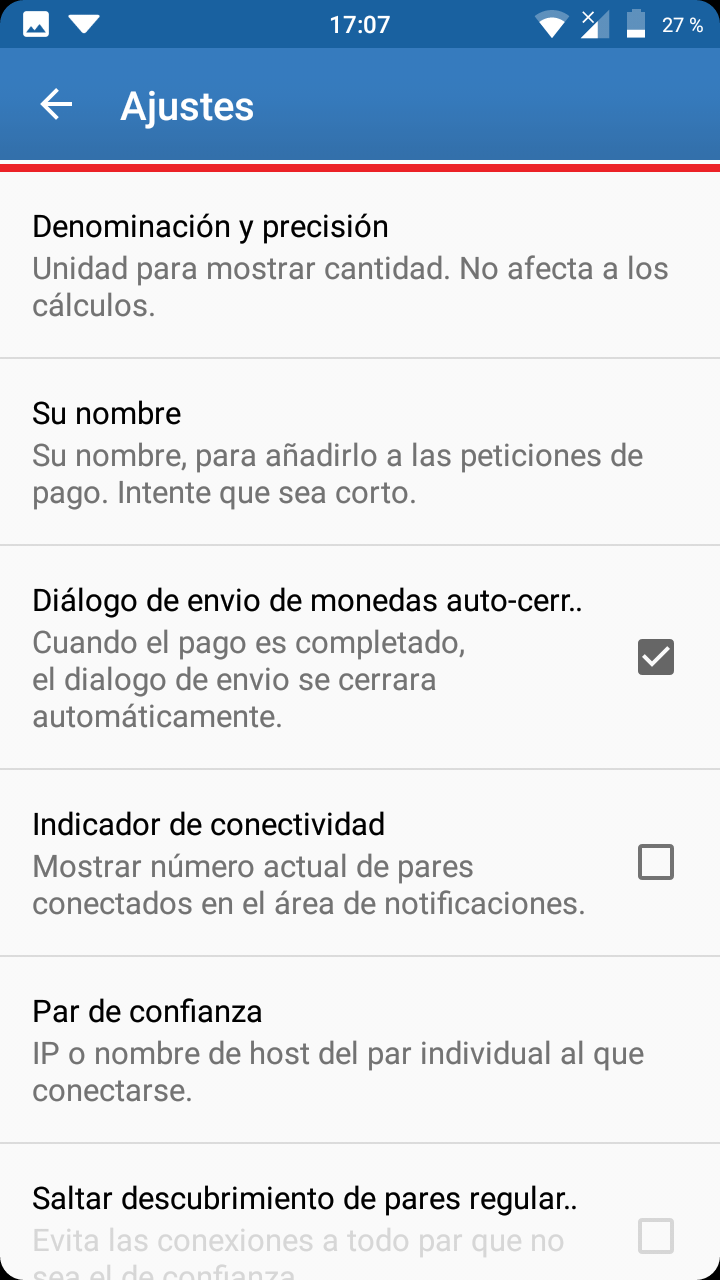 17:07
27 %
Ajustes
Denominación y precisión
Unidad para mostrar cantidad. No afecta a los
cálculos.
Su nombre
Su nombre, para añadirlo a las peticiones de
pago. Intente que sea corto.
Diálogo de envio de monedas auto-cerr..
Cuando el pago es completado,
el dialogo de envio se cerrara
automáticamente.
Indicador de conectividad
Mostrar número actual de pares
conectados en el área de notificaciones.
Par de confianza
IP o nombre de host del par individual al que
conectarse.
Saltar descubrimiento de pares regular..
Evita las conexiones a todo par que no
sea el de confianza